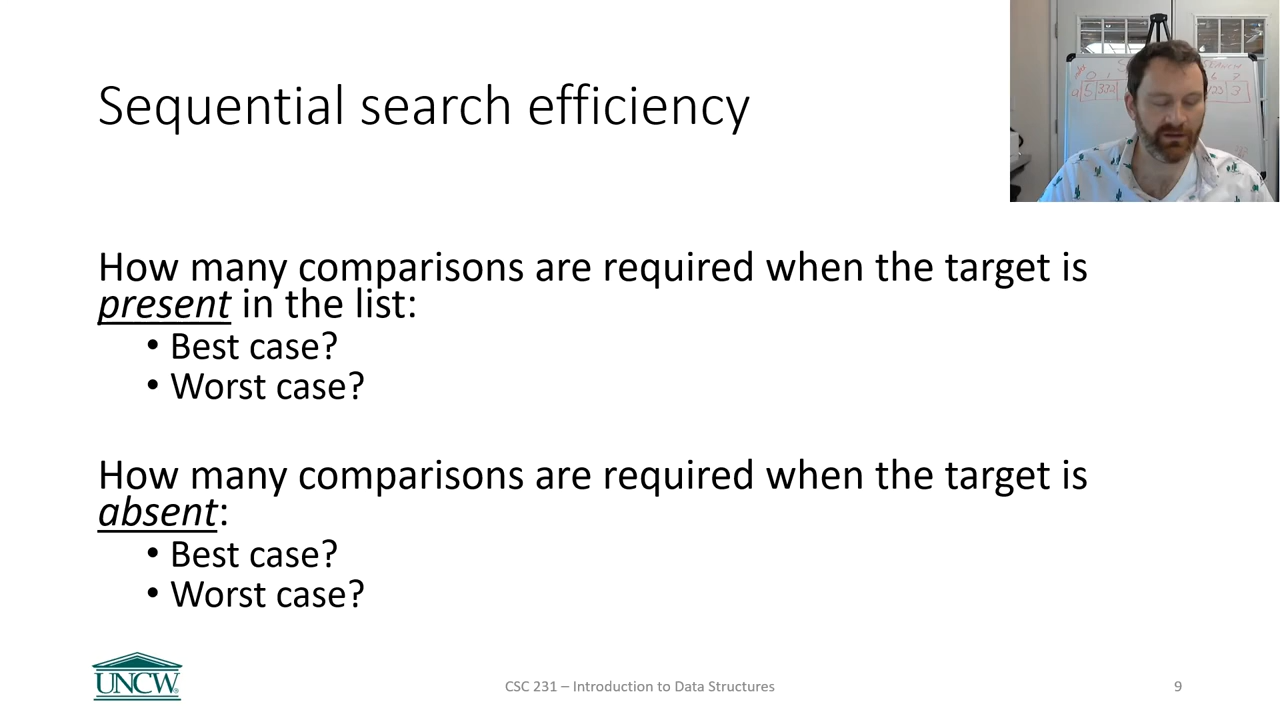 Sequential search efficiency
How many comparisons are required when the target is
present in the list:
• Best case?
• Worst case?
How many comparisons are required when the target is
absent:
• Best case?
• Worst case?
UNCW
CSC 231 – Introduction to Data Structures
9